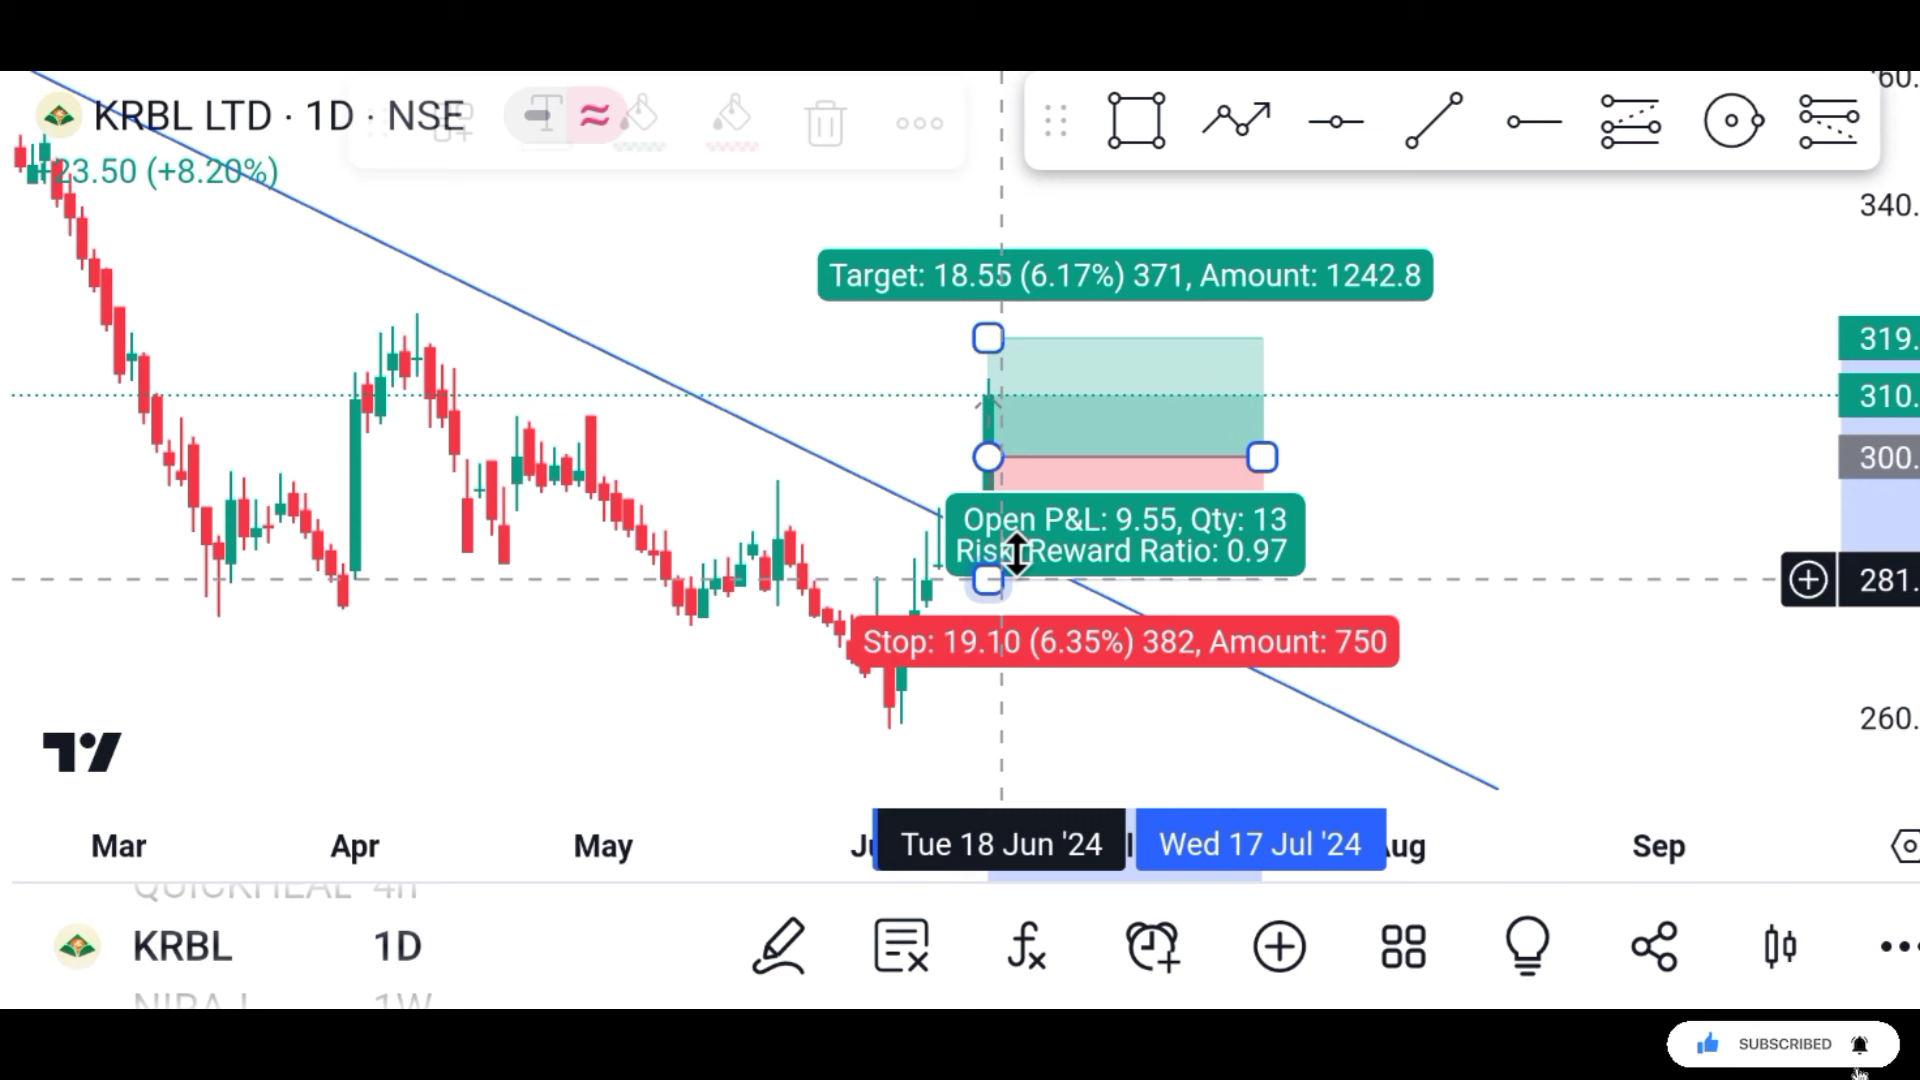 KRBL LTD · 1D · NSE
+23.50 (+8.20%)
340.
Target: 18.55 (6.17%) 371, Amount: 1242.8
319.
310.
300.
Open P&L: 9.55, Qty: 13
Risk/Reward Ratio: 0.97
281.
Stop: 19.10 (6.35%) 382, Amount: 750
260.
Mar
Apr
May
Tue 18 Jun '24
Wed 17 Jul '24
Aug
Sep
QUICKHEAL 4h
KRBL 1D
SUBSCRIBED